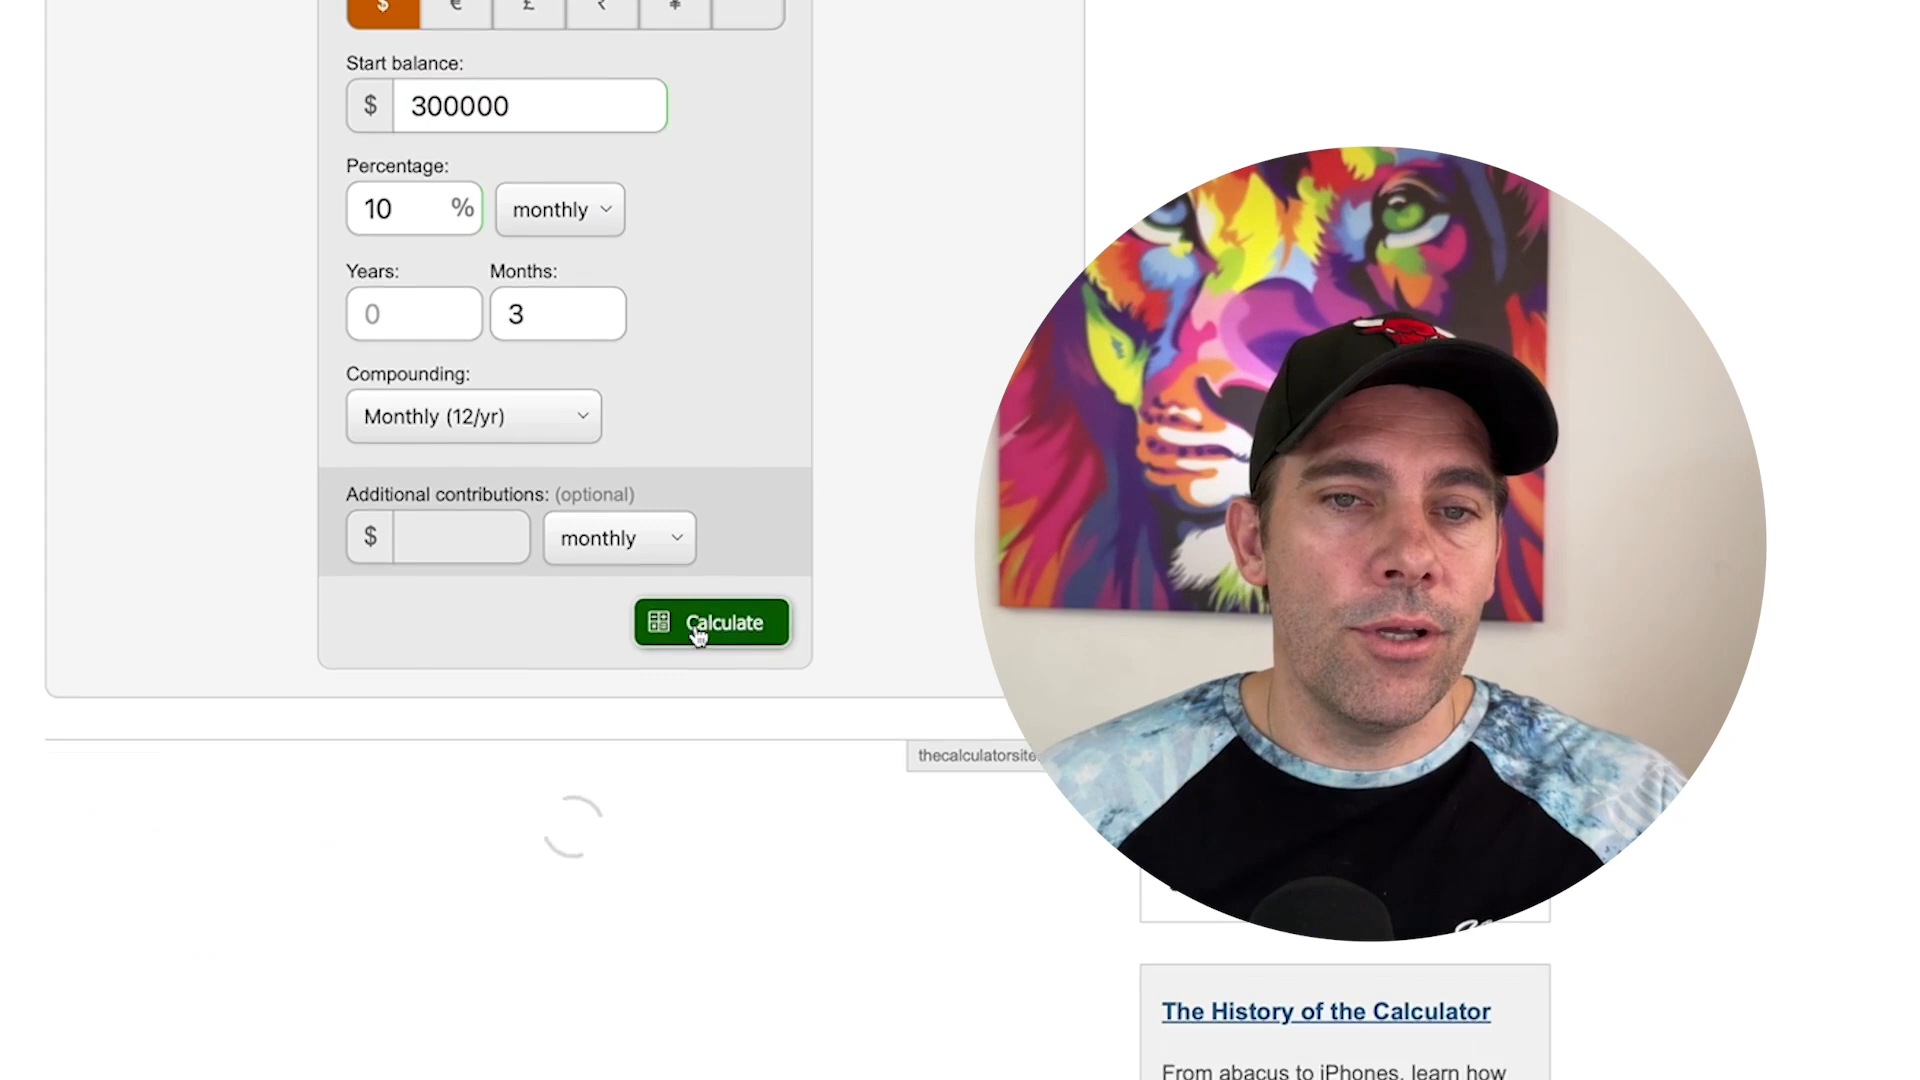 $ € £ ₹ ¥
Start balance:
$ 300000
Percentage:
10 % monthly
Years: Months:
0 3
Compounding:
Monthly (12/yr)
Additional contributions: (optional)
$ monthly
Calculate
thecalculatorsite.
The History of the Calculator
From abacus to iPhones, learn how